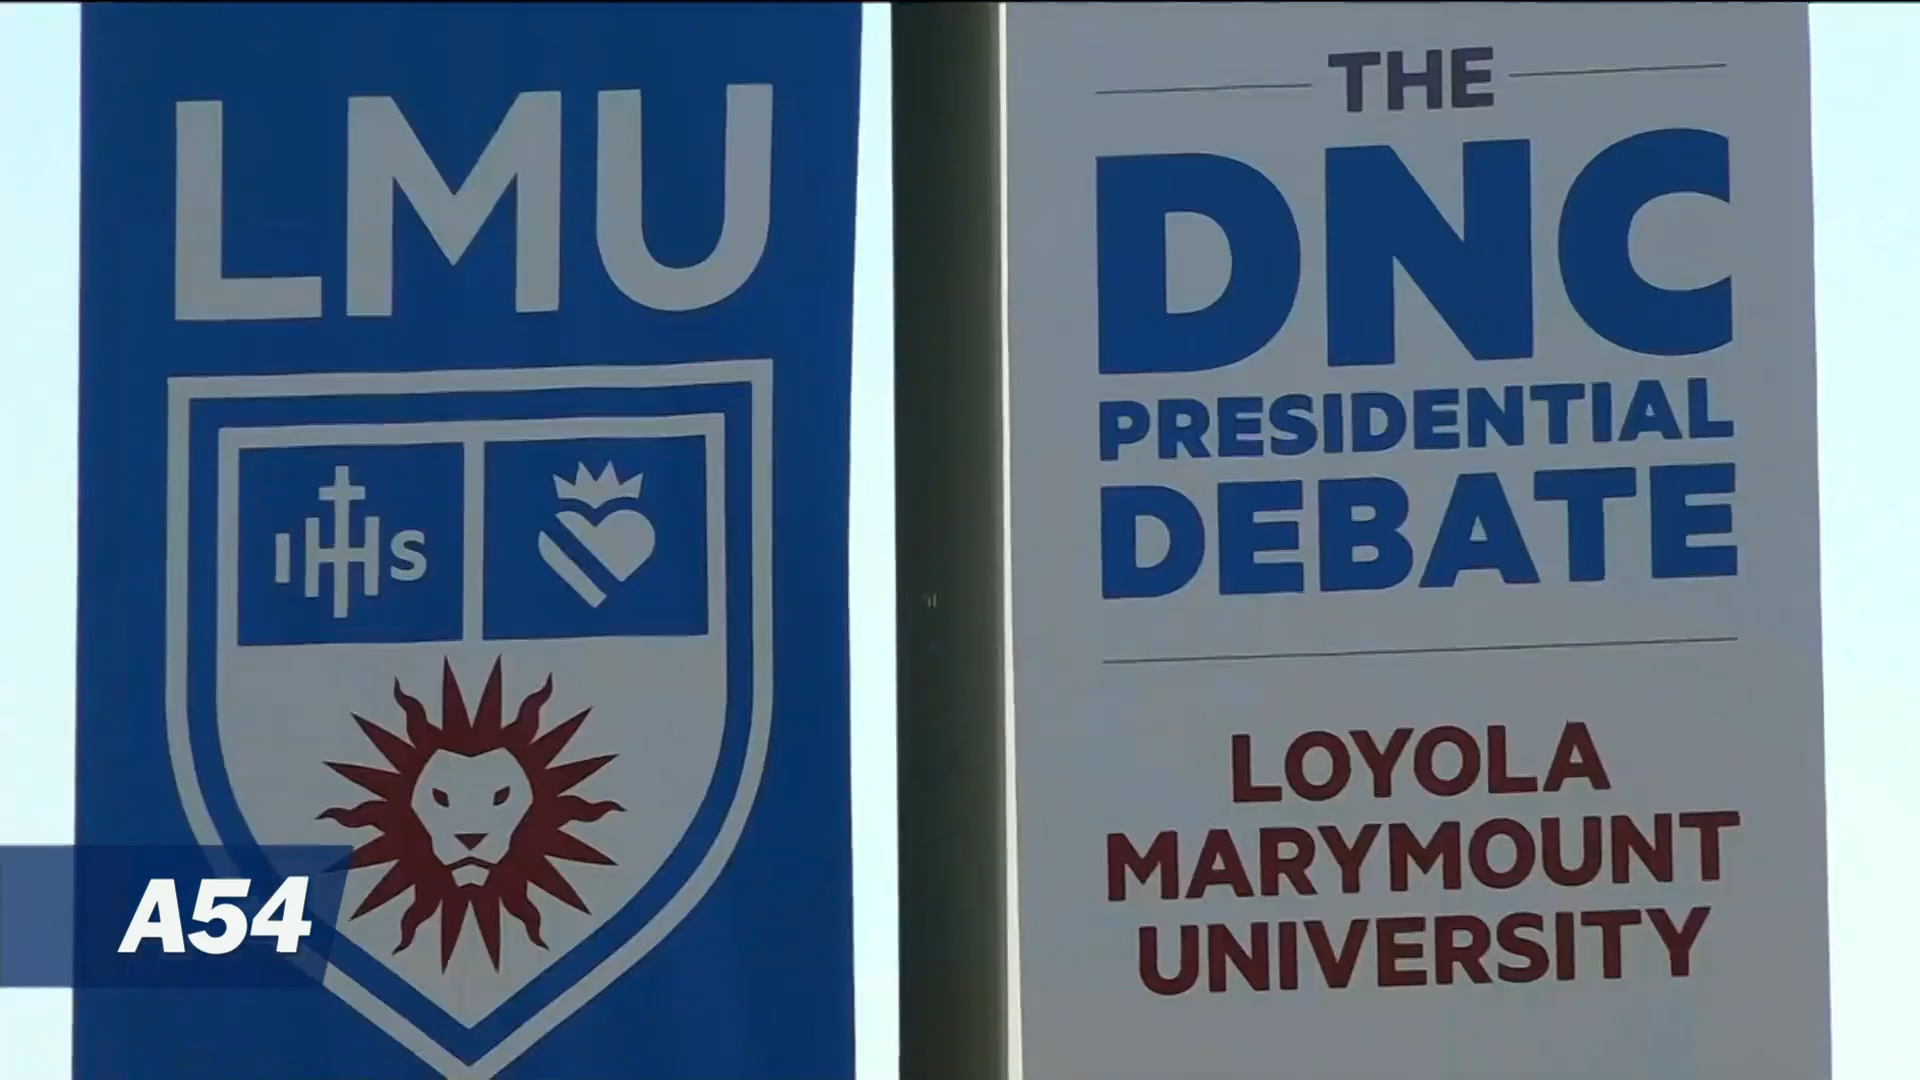 LMU
IHS
THE
DNC
PRESIDENTIAL
DEBATE
LOYOLA
MARYMOUNT
UNIVERSITY
A54